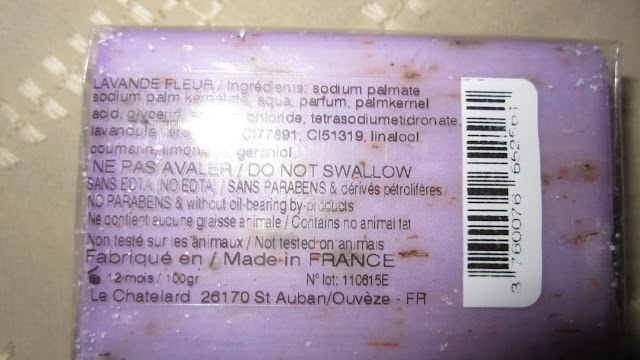 LAVANDE FLEUR / Ingrédients: sodium palmate
sodium palm kernelate, aqua, parfum, palmkernel
acid, glycerin, chloride, tetrasodiumetidronate,
lavandula CI77891, CI51319, linalool,
coumarin, limonene, geraniol
NE PAS AVALER / DO NOT SWALLOW
SANS EDTA (NO EDTA) / SANS PARABENS & dérivés pétrolifères /
NO PARABENS & without oil-bearing by-products
Ne contient aucune graisse animale / Contains no animal fat
Non testé sur les animaux / Not tested on animals
Fabriqué en / Made in FRANCE
12 mois / 100gr N° lot: 110615E
Le Chatelard 26170 St Auban/Ouvèze - FR